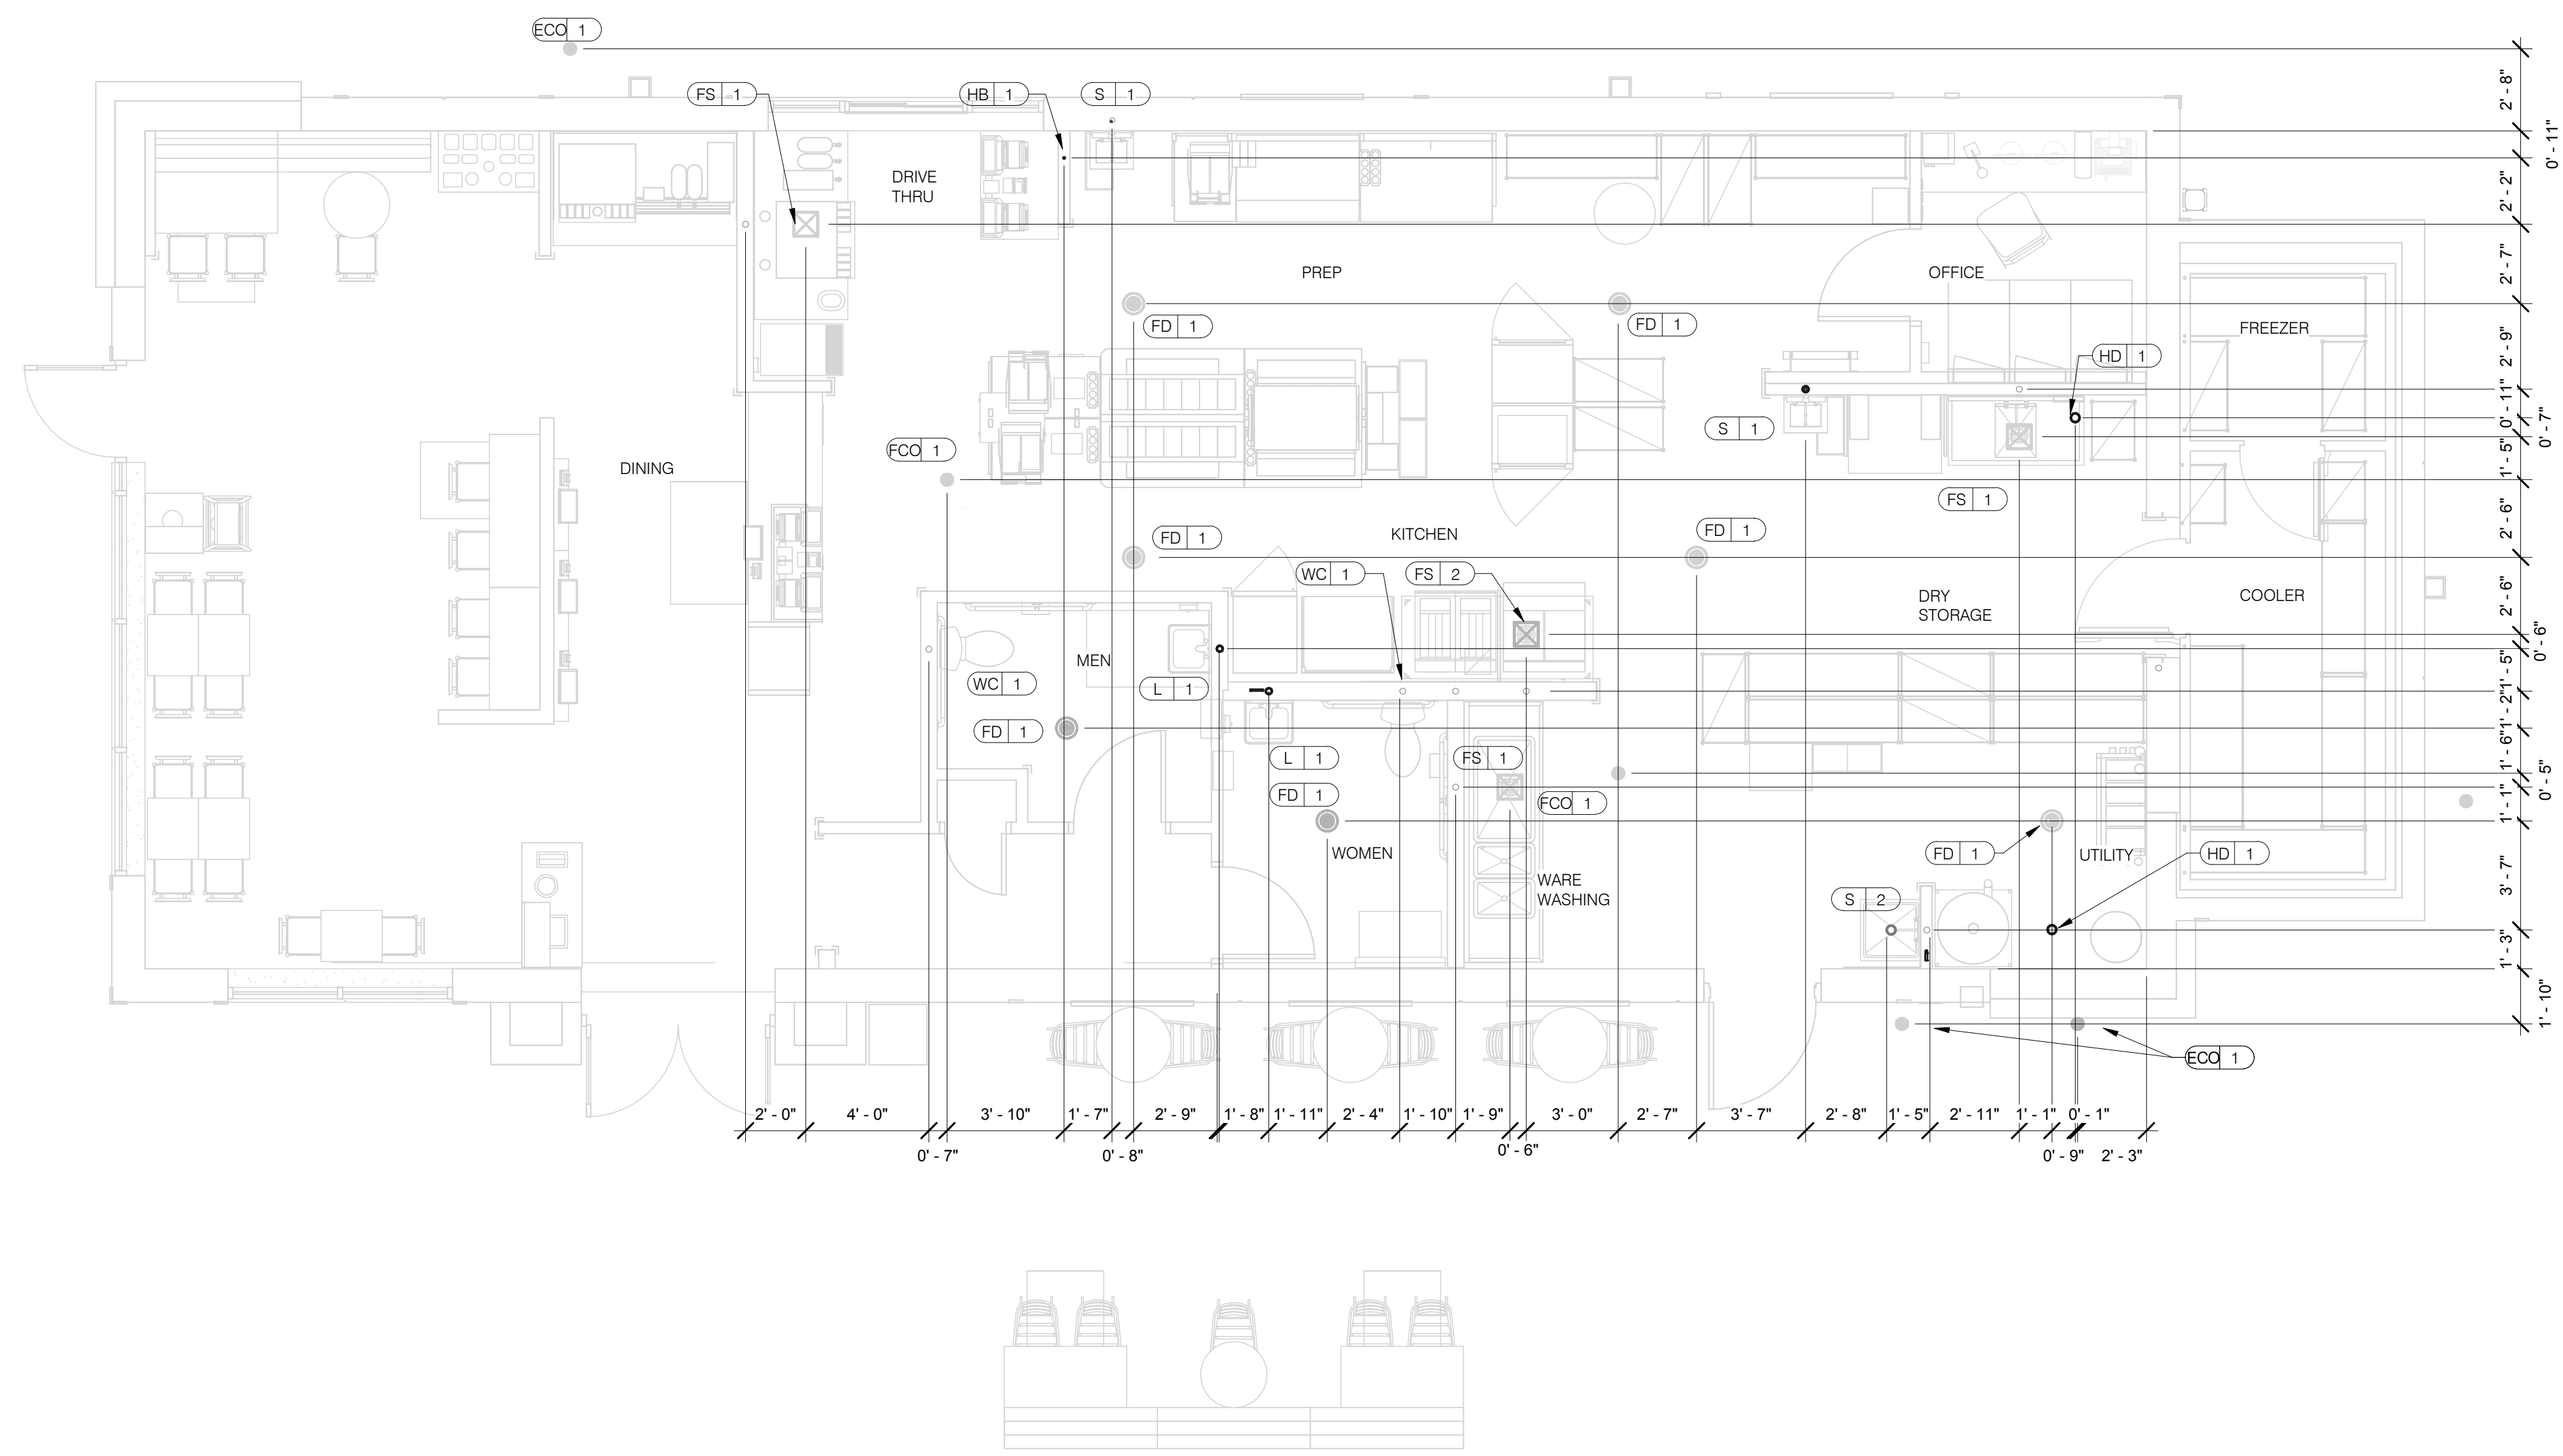 ECO 1
FS 1
HB 1
S 1
DRIVE
THRU
PREP
OFFICE
FREEZER
FD 1
FD 1
HD 1
S 1
FCO 1
DINING
FS 1
KITCHEN
FD 1
FD 1
WC 1
FS 2
DRY
STORAGE
COOLER
MEN
WC 1
L 1
FD 1
L 1
FS 1
FD 1
FCO 1
WOMEN
FD 1
UTILITY
HD 1
WARE
WASHING
S 2
ECO 1
2' - 8"
0' - 11"
2' - 2"
2' - 7"
2' - 9"
0' - 11"
0' - 7"
1' - 5"
2' - 6"
2' - 6"
0' - 6"
1' - 5"
1' - 2"
1' - 6"
0' - 5"
1' - 1"
3' - 7"
1' - 3"
1' - 10"
2' - 0"
4' - 0"
0' - 7"
3' - 10"
1' - 7"
0' - 8"
2' - 9"
1' - 8"
1' - 11"
2' - 4"
1' - 10"
1' - 9"
0' - 6"
3' - 0"
2' - 7"
3' - 7"
2' - 8"
1' - 5"
2' - 11"
1' - 1"
0' - 9"
0' - 1"
2' - 3"